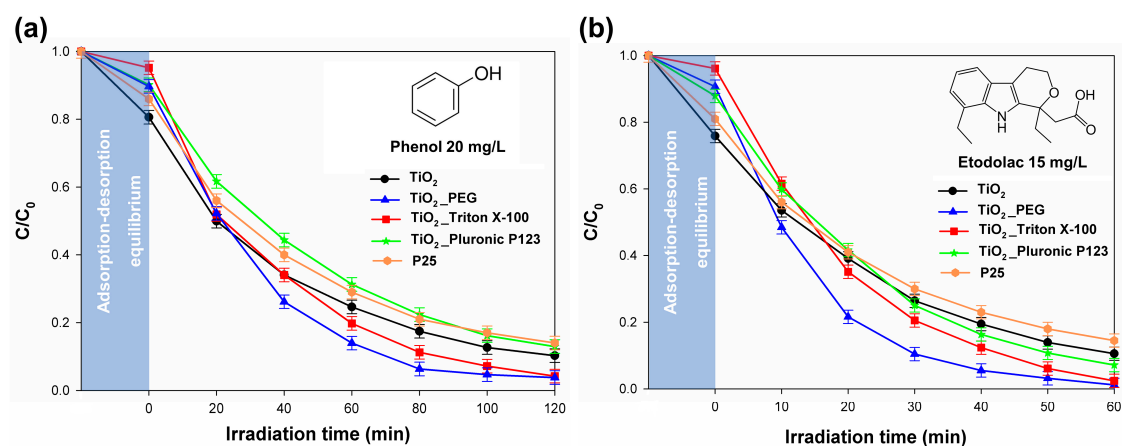 (a)
1.0
0.8
0.6
0.4
0.2
0.0
C/C0
Adsorption-desorption
equilibrium
OH
Phenol 20 mg/L
TiO2
TiO2_PEG
TiO2_Triton X-100
TiO2_Pluronic P123
P25
0 20 40 60 80 100 120
Irradiation time (min)
(b)
1.0
0.8
0.6
0.4
0.2
0.0
C/C0
Adsorption-desorption
equilibrium
O
OH
N
H
O
Etodolac 15 mg/L
TiO2
TiO2_PEG
TiO2_Triton X-100
TiO2_Pluronic P123
P25
0 10 20 30 40 50 60
Irradiation time (min)